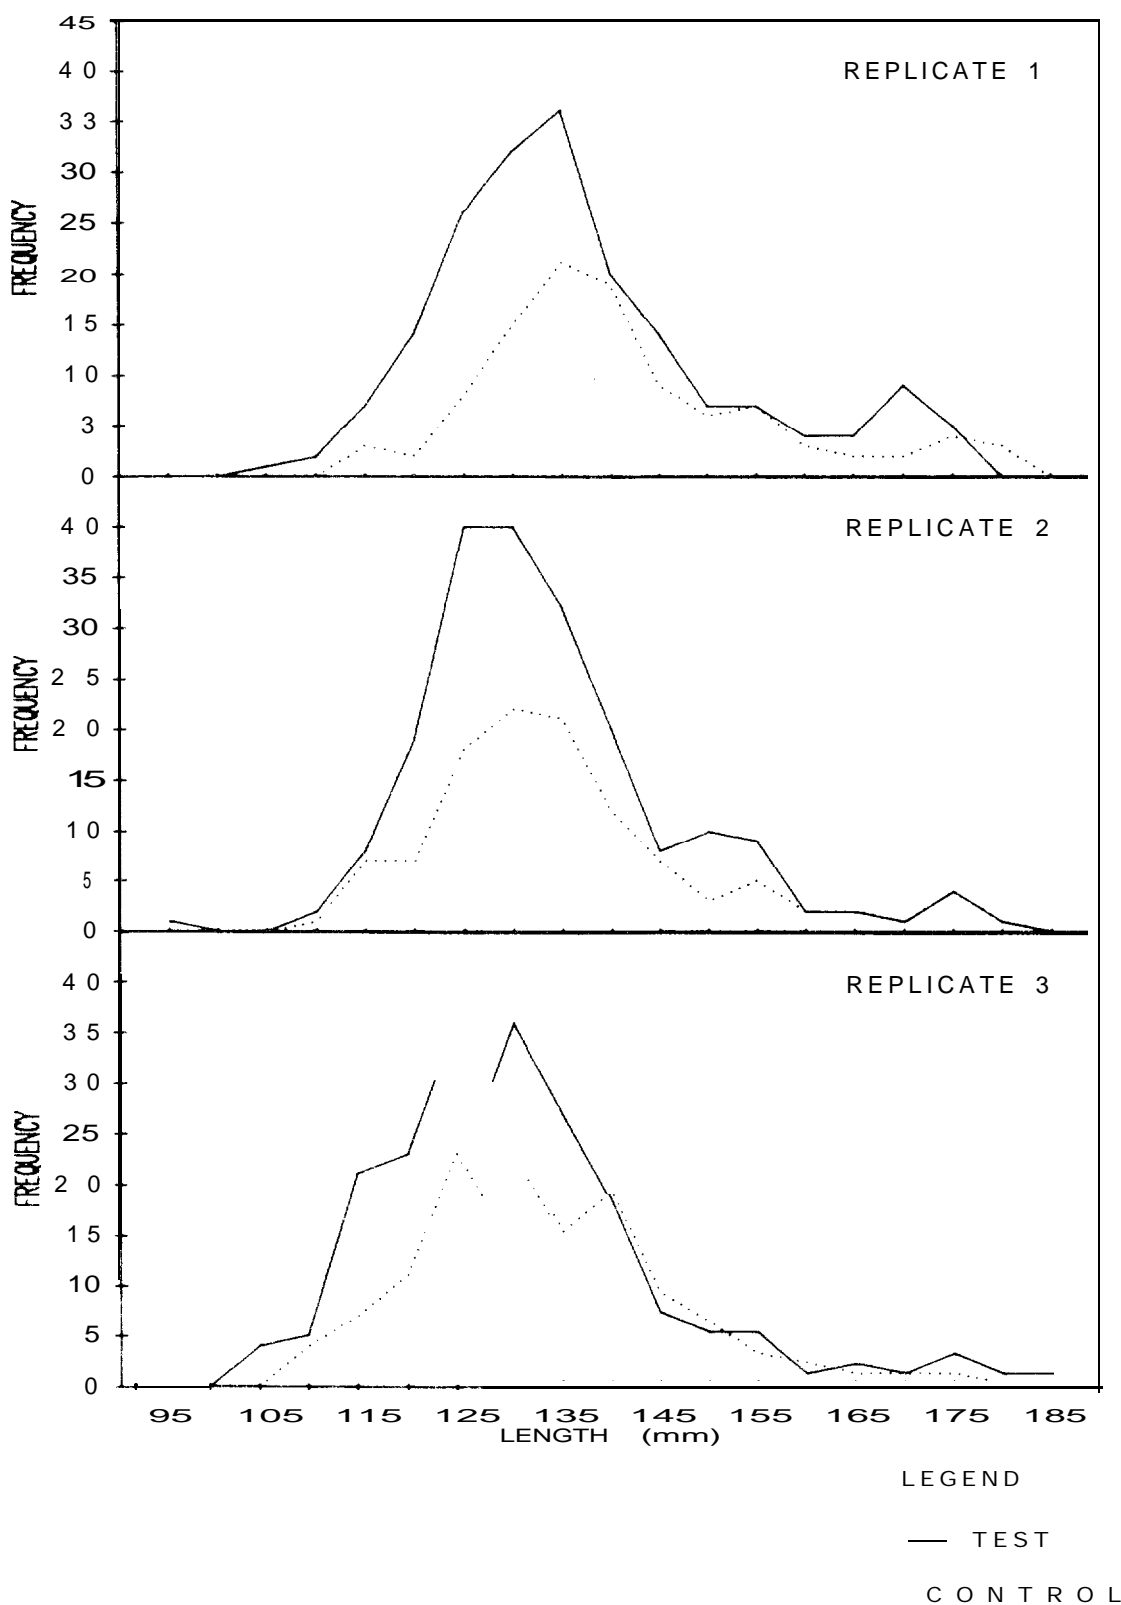 45
REPLICATE 1
4 0
3 3
30
25
FREQUENCY
20
1 5
1 0
3
0
4 0
REPLICATE 2
35
30
FREQUENCY
2 5
2 0
15
1 0
5
0
4 0
REPLICATE 3
3 5
3 0
25
FREQUENCY
2 0
15
10
5
0
95 105 115 125 135 145 155 165 175 185
LENGTH (mm)
LEGEND
TEST
CONTROL